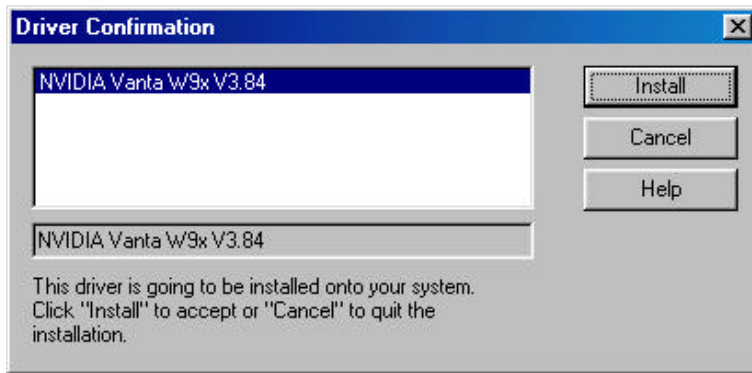 Driver Confirmation
NVIDIA Vanta W9x V3.84
Install
Cancel
Help
NVIDIA Vanta W9x V3.84
This driver is going to be installed onto your system.
Click "Install" to accept or "Cancel" to quit the
installation.